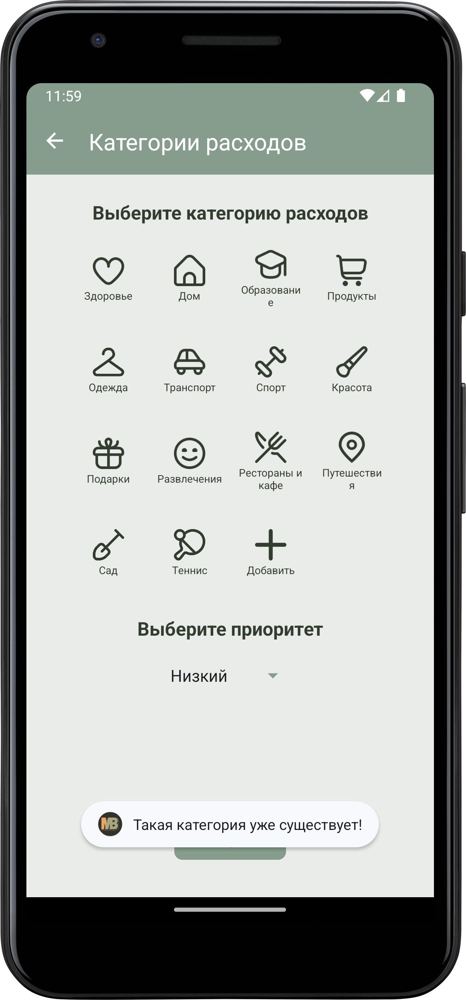 11:59
Категории расходов
Выберите категорию расходов
Здоровье
Дом
Образовани
е
Продукты
Одежда
Транспорт
Спорт
Красота
Подарки
Развлечения
Рестораны и
кафе
Путешестви
я
Сад
Теннис
Добавить
Выберите приоритет
Низкий
MB
Такая категория уже существует!